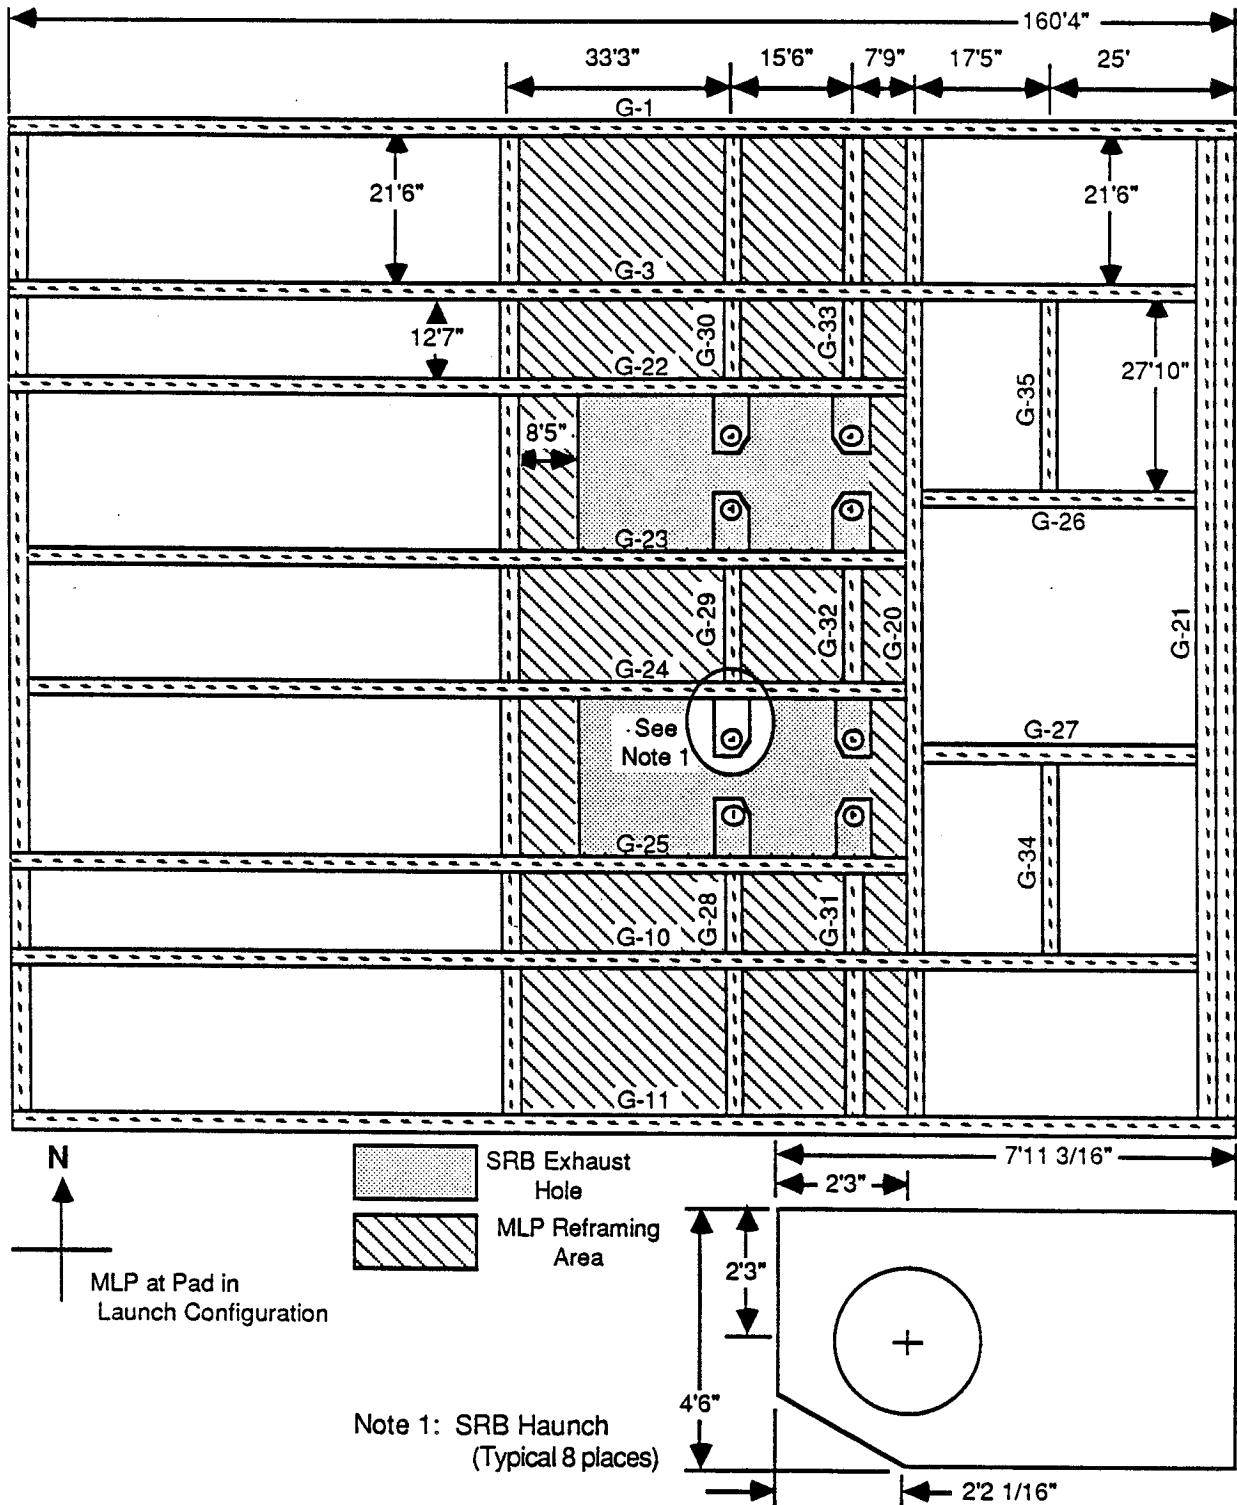 160'4"
33'3"
15'6"
7'9"
17'5"
25'
G-1
21'6"
21'6"
G-3
12'7"
G-30
G-33
G-22
G-35
27'10"
8'5"
G-26
G-23
G-29
G-32
G-20
G-21
G-24
See
Note 1
G-27
G-25
G-34
G-28
G-31
G-10
G-11
N
MLP at Pad in
Launch Configuration
SRB Exhaust
Hole
MLP Reframing
Area
7'11 3/16"
2'3"
2'3"
4'6"
2'2 1/16"
Note 1: SRB Haunch
(Typical 8 places)